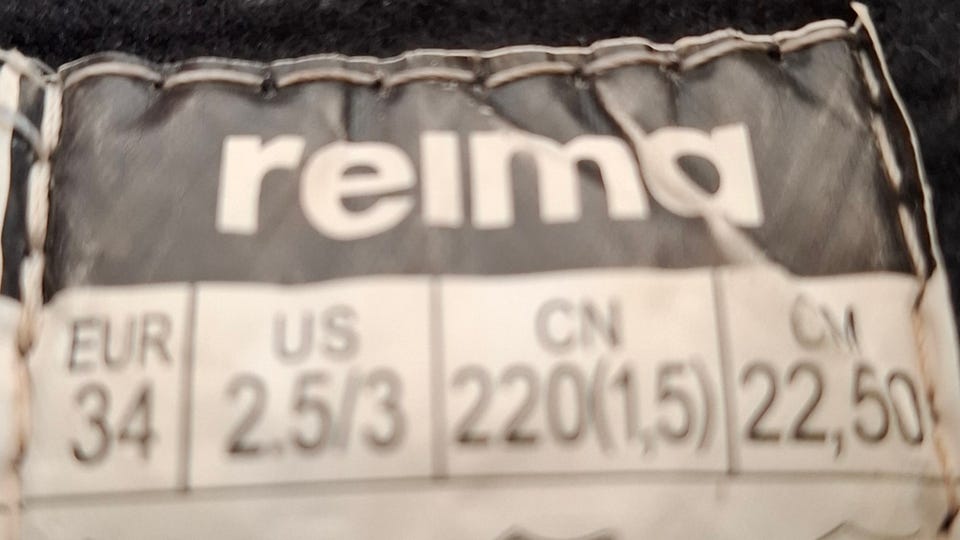 reima
EUR US CN CM
34 2.5/3 220(1,5) 22,50